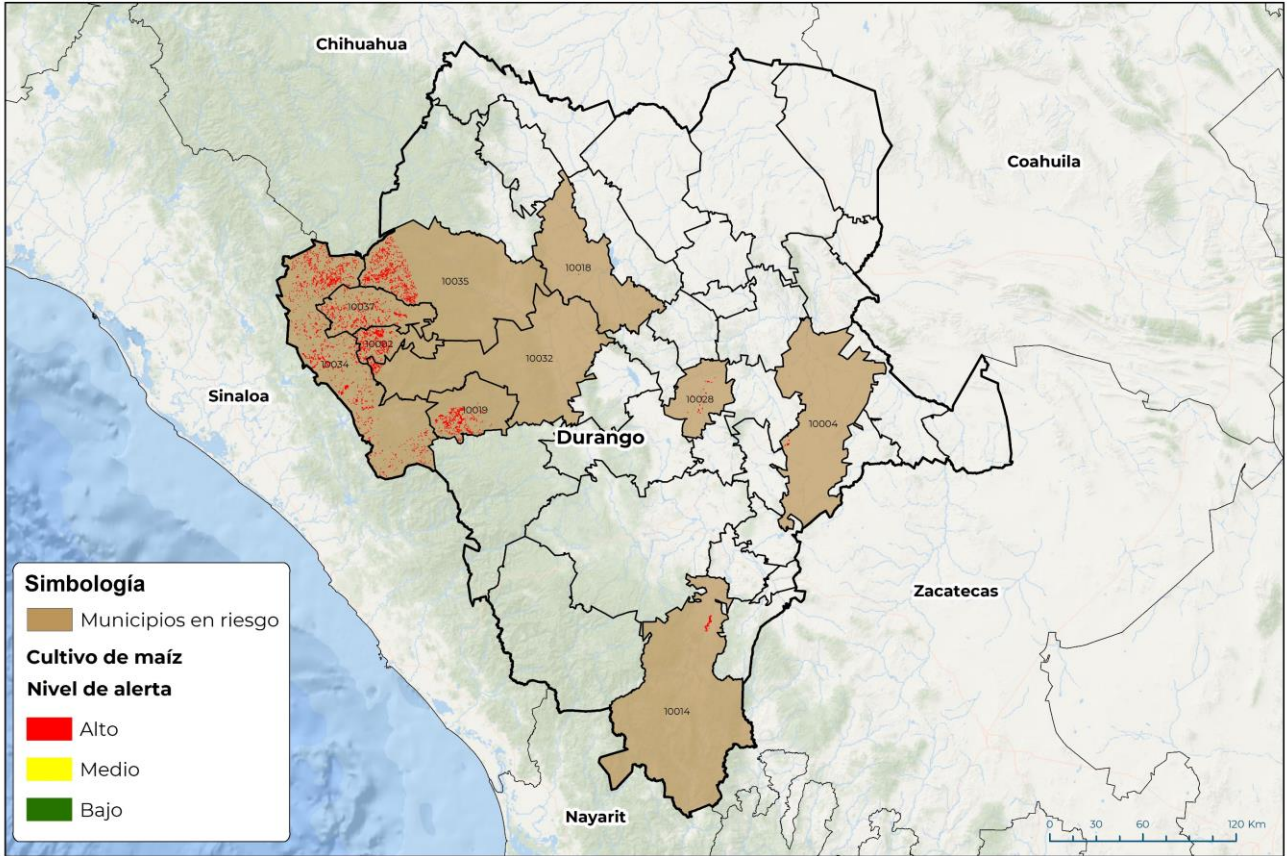 Chihuahua
Coahuila
10035
10018
10037
10002
10034
10032
10019
10028
10004
Sinaloa
Durango
Zacatecas
10014
Nayarit
Simbología
Municipios en riesgo
Cultivo de maíz
Nivel de alerta
Alto
Medio
Bajo
0 30 60 120 Km